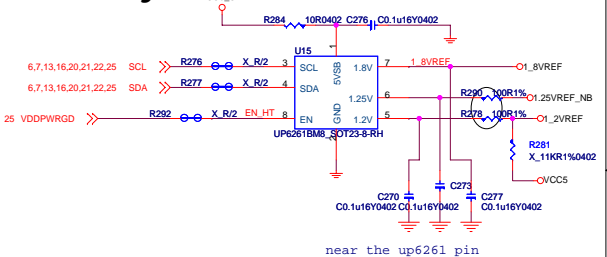 R284 10R0402 C276 C0.1u16Y0402
U15
1
6,7,13,16,20,21,22,25 SCL R276 X_R/2 3 SCL 5VSB 1.8V 7 1_8VREF 1_8VREF
6,7,13,16,20,21,22,25 SDA R277 X_R/2 4 SDA
1.25V 6 R290 100R1% 1.25VREF_NB
25 VDDPWRGD R292 X_R/2 EN_HT 8 EN GND 1.2V 5 R278 100R1% 1_2VREF
UP6261BM8_SOT23-8-RH
2
R281
X_11KR1%0402
VCC5
C270 C273 C277
C0.1u16Y0402 C0.1u16Y0402 C0.1u16Y0402
near the up6261 pin